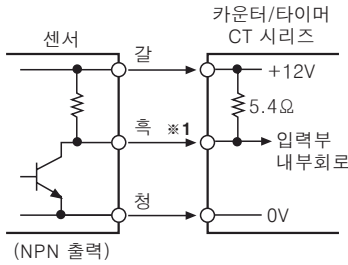 카운터/타이머
CT 시리즈
센서
갈
+12V
5.4Ω
흑 ※1
입력부
내부회로
청
0V
(NPN 출력)